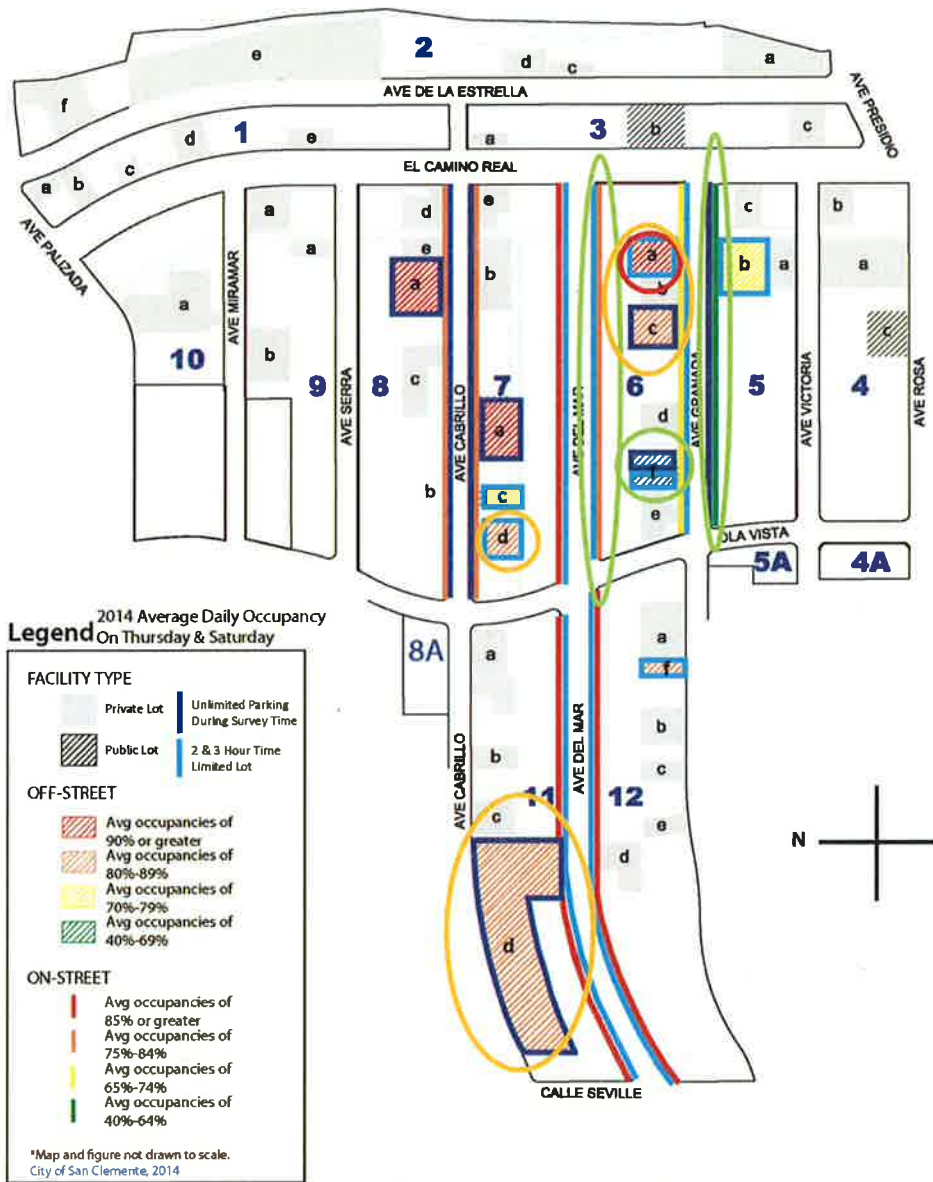 2
e
d
c
a
f
AVE DE LA ESTRELLA
AVE PRESIDIO
1
d
e
a
b
c
3
a
b
c
EL CAMINO REAL
AVE PALIZADA
10
a
AVE MIRAMAR
a
a
b
9
AVE SERRA
d
e
a
c
8
b
AVE CABRILLO
e
b
7
a
c
d
AVE DEL MAR
a
b
c
6
d
f
e
AVE GRANADA
c
b
a
5
AVE VICTORIA
b
a
c
4
AVE ROSA
OLA VISTA
5A
4A
8A
AVE CABRILLO
a
b
c
11
d
AVE DEL MAR
12
a
f
b
c
e
d
CALLE SEVILLE
N
Legend 2014 Average Daily Occupancy
On Thursday & Saturday
FACILITY TYPE
Private Lot
Unlimited Parking
During Survey Time
Public Lot
2 & 3 Hour Time
Limited Lot
OFF-STREET
Avg occupancies of
90% or greater
Avg occupancies of
80%-89%
Avg occupancies of
70%-79%
Avg occupancies of
40%-69%
ON-STREET
Avg occupancies of
85% or greater
Avg occupancies of
75%-84%
Avg occupancies of
65%-74%
Avg occupancies of
40%-64%
*Map and figure not drawn to scale.
City of San Clemente, 2014